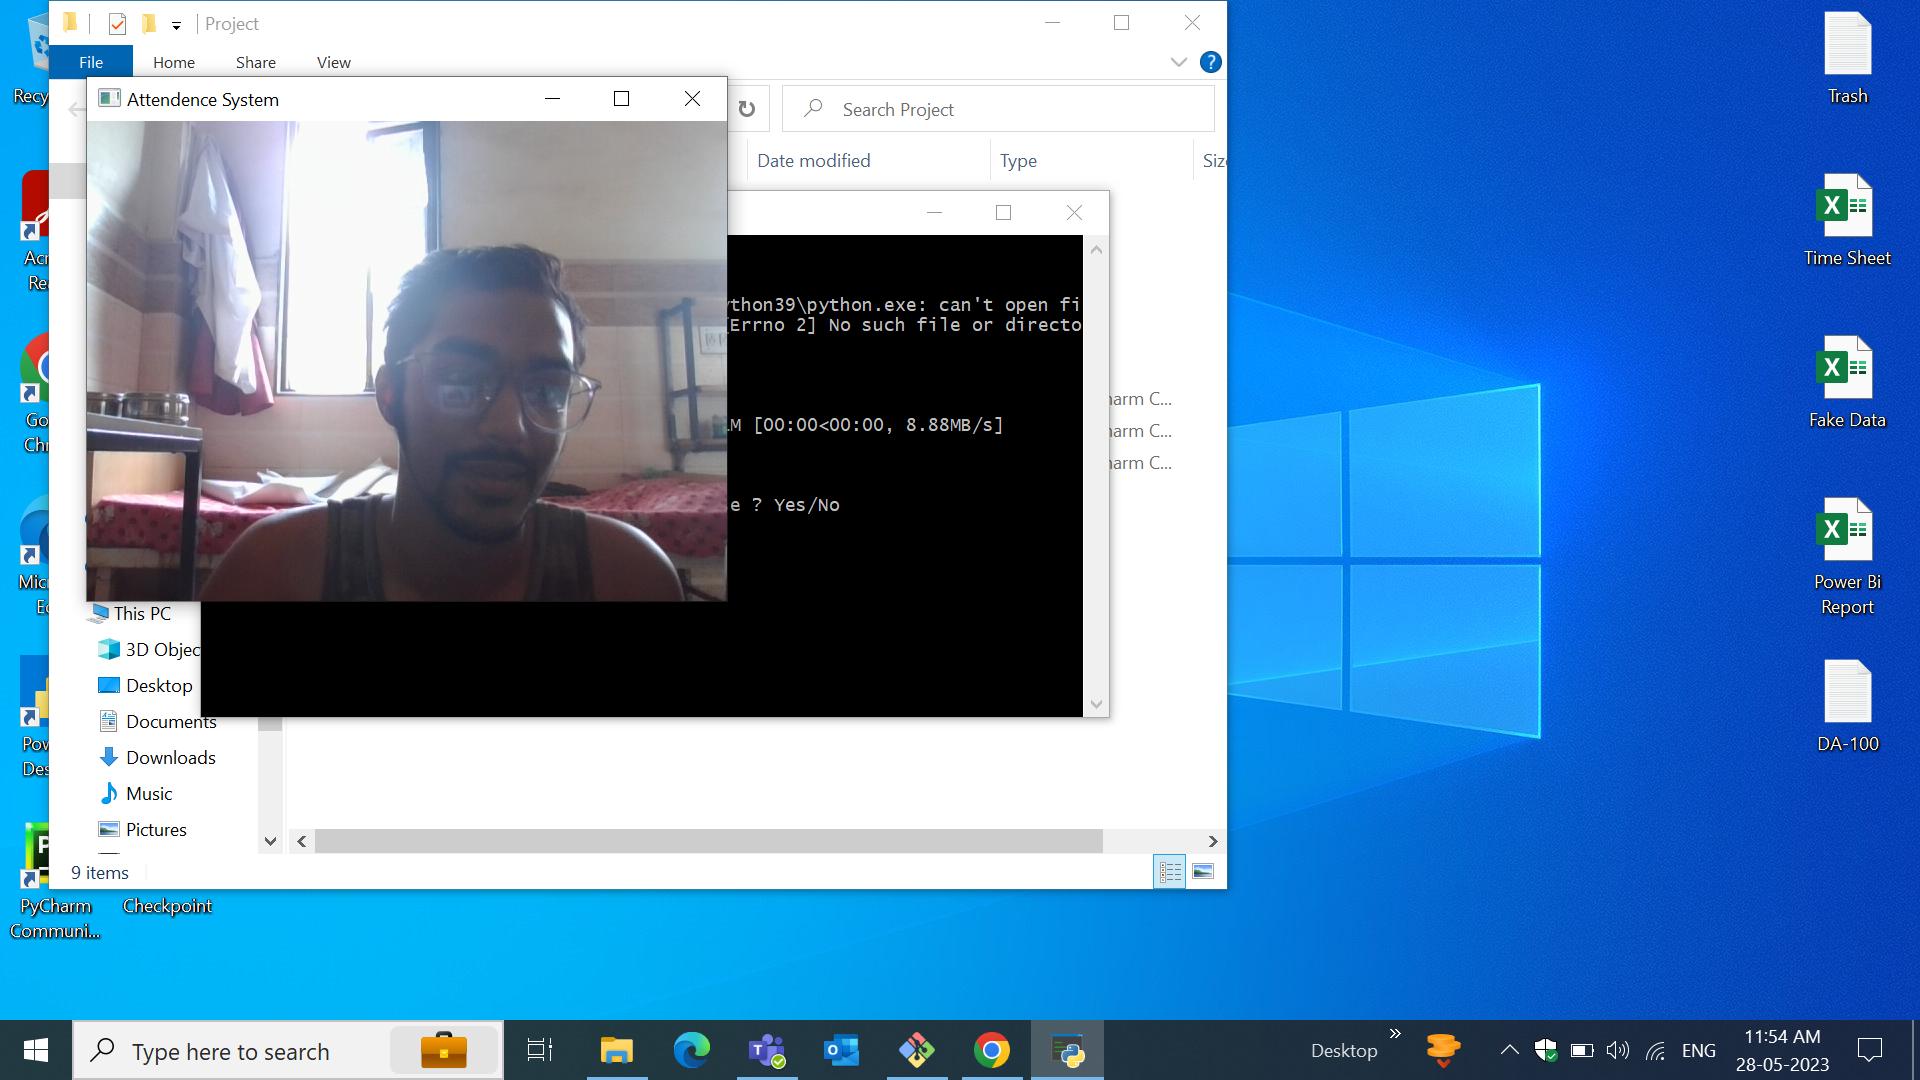 Project
File
Home
Share
View
Attendence System
Search Project
Date modified
Type
ython39\python.exe: can't open fi
[Errno 2] No such file or directo
M [00:00<00:00, 8.88MB/s]
e ? Yes/No
arm C...
arm C...
arm C...
This PC
3D Objec
Desktop
Documents
Downloads
Music
Pictures
9 items
Recy
Acr
Re
Go
Chr
Mic
E
Pow
Des
PyCharm
Communi...
Checkpoint
Trash
Time Sheet
Fake Data
Power Bi
Report
DA-100
Type here to search
Desktop
ENG
11:54 AM
28-05-2023